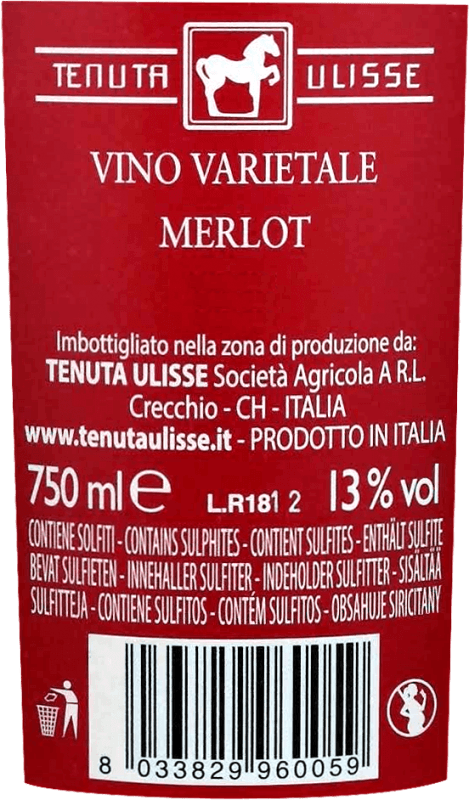 TENUTA ULISSE
VINO VARIETALE
MERLOT
Imbottigliato nella zona di produzione da:
TENUTA ULISSE Società Agricola A R.L.
Crecchio - CH - ITALIA
www.tenutaulisse.it - PRODOTTO IN ITALIA
750 ml e L.R181 2 13 % vol
CONTIENE SOLFITI - CONTAINS SULPHITES - CONTIENT SULFITES - ENTHÄLT SULFITE
BEVAT SULFIETEN - INNEHALLER SULFITER - INDEHOLDER SULFITTER - SISÄLTÄÄ
SULFITTEJA - CONTIENE SULFITOS - CONTÉM SULFITOS - OBSAHUJE SIRICITANY
8 033829 960059